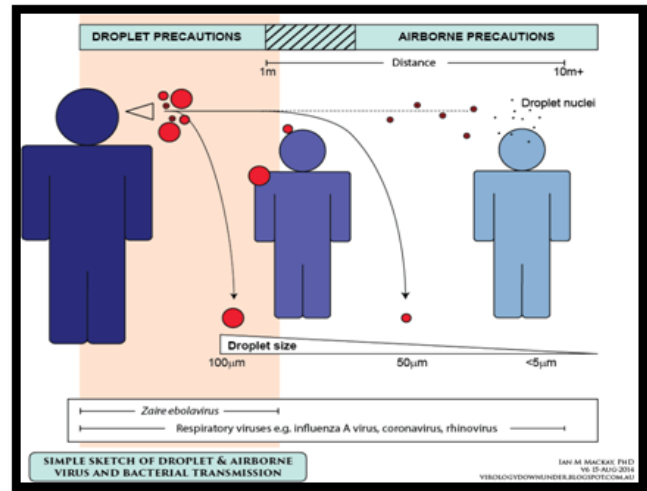 DROPLET PRECAUTIONS
AIRBORNE PRECAUTIONS
Distance
1m
10m+
Droplet nuclei
Droplet size
100µm
50µm
<5µm
Zaire ebolavirus
Respiratory viruses e.g. influenza A virus, coronavirus, rhinovirus
SIMPLE SKETCH OF DROPLET & AIRBORNE
VIRUS AND BACTERIAL TRANSMISSION
IAN M MACKAY, PHD
V6 15-AUG-2014
VIROLOGYDOWNUNDER.BLOGSPOT.COM.AU